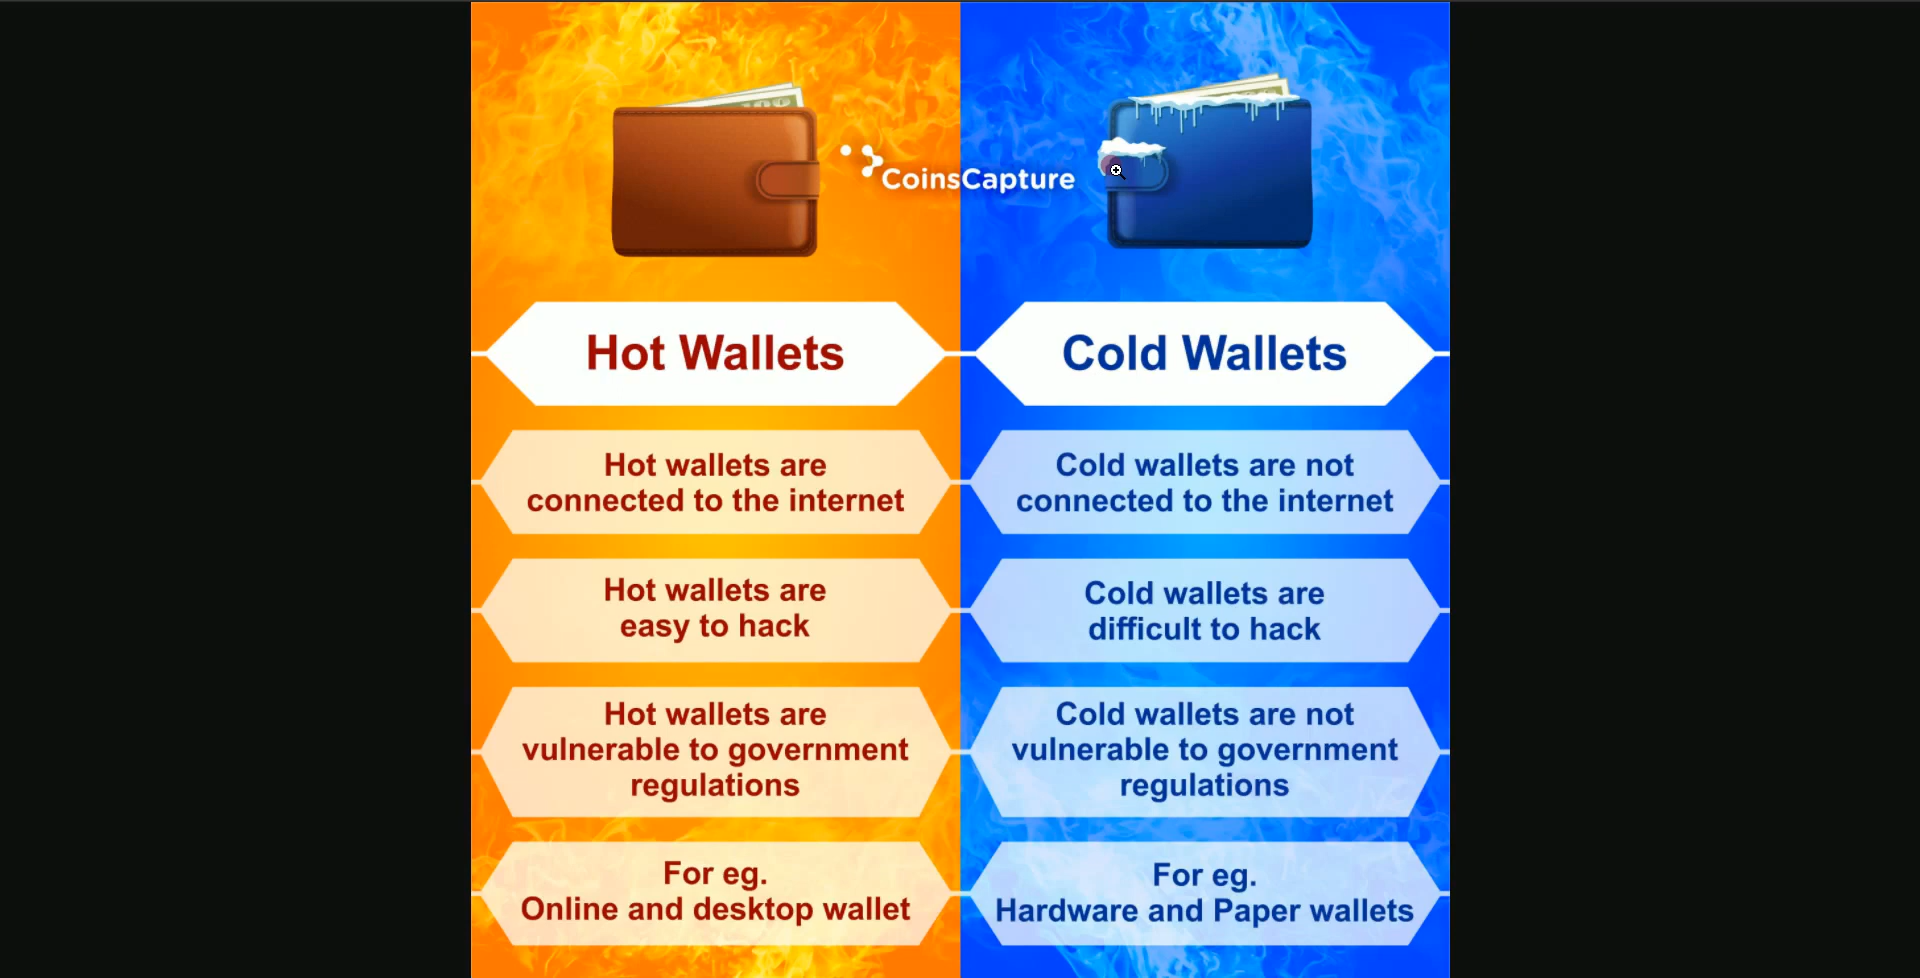 CoinsCapture
Hot Wallets
Hot wallets are
connected to the internet
Hot wallets are
easy to hack
Hot wallets are
vulnerable to government
regulations
For eg.
Online and desktop wallet
Cold Wallets
Cold wallets are not
connected to the internet
Cold wallets are
difficult to hack
Cold wallets are not
vulnerable to government
regulations
For eg.
Hardware and Paper wallets